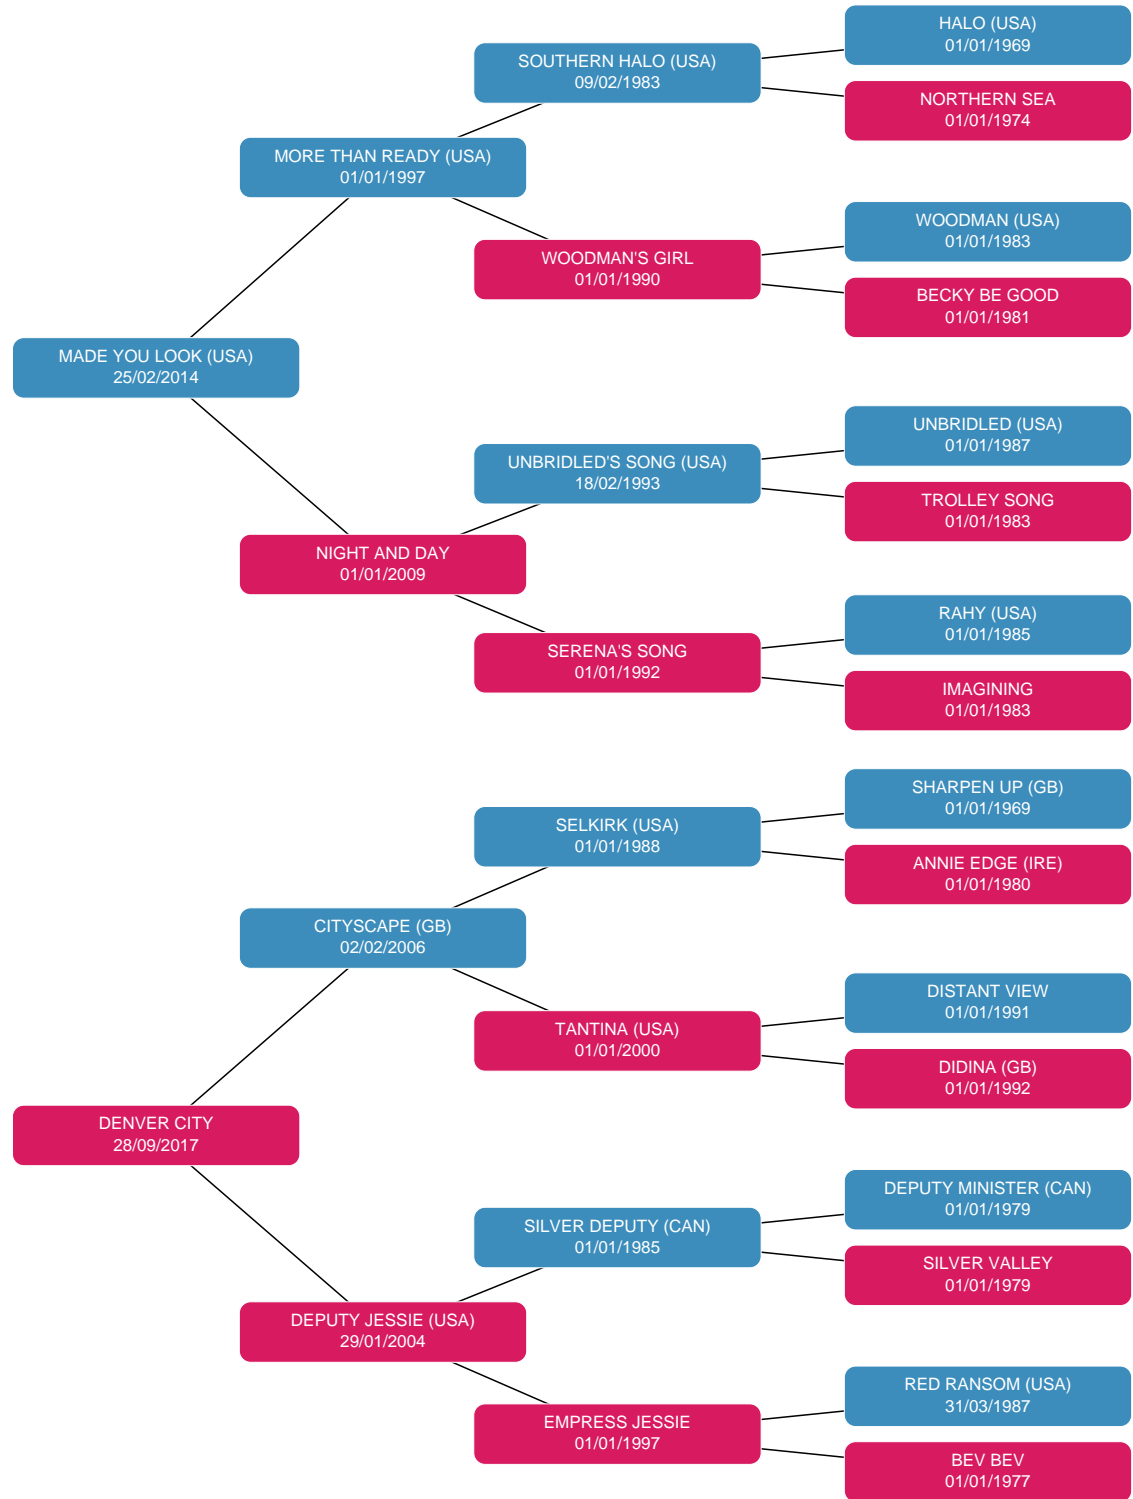 HALO (USA)
01/01/1969
SOUTHERN HALO (USA)
09/02/1983
NORTHERN SEA
01/01/1974
MORE THAN READY (USA)
01/01/1997
WOODMAN (USA)
01/01/1983
WOODMAN'S GIRL
01/01/1990
BECKY BE GOOD
01/01/1981
MADE YOU LOOK (USA)
25/02/2014
UNBRIDLED (USA)
01/01/1987
UNBRIDLED'S SONG (USA)
18/02/1993
TROLLEY SONG
01/01/1983
NIGHT AND DAY
01/01/2009
RAHY (USA)
01/01/1985
SERENA'S SONG
01/01/1992
IMAGINING
01/01/1983
SHARPEN UP (GB)
01/01/1969
SELKIRK (USA)
01/01/1988
ANNIE EDGE (IRE)
01/01/1980
CITYSCAPE (GB)
02/02/2006
DISTANT VIEW
01/01/1991
TANTINA (USA)
01/01/2000
DIDINA (GB)
01/01/1992
DENVER CITY
28/09/2017
DEPUTY MINISTER (CAN)
01/01/1979
SILVER DEPUTY (CAN)
01/01/1985
SILVER VALLEY
01/01/1979
DEPUTY JESSIE (USA)
29/01/2004
RED RANSOM (USA)
31/03/1987
EMPRESS JESSIE
01/01/1997
BEV BEV
01/01/1977